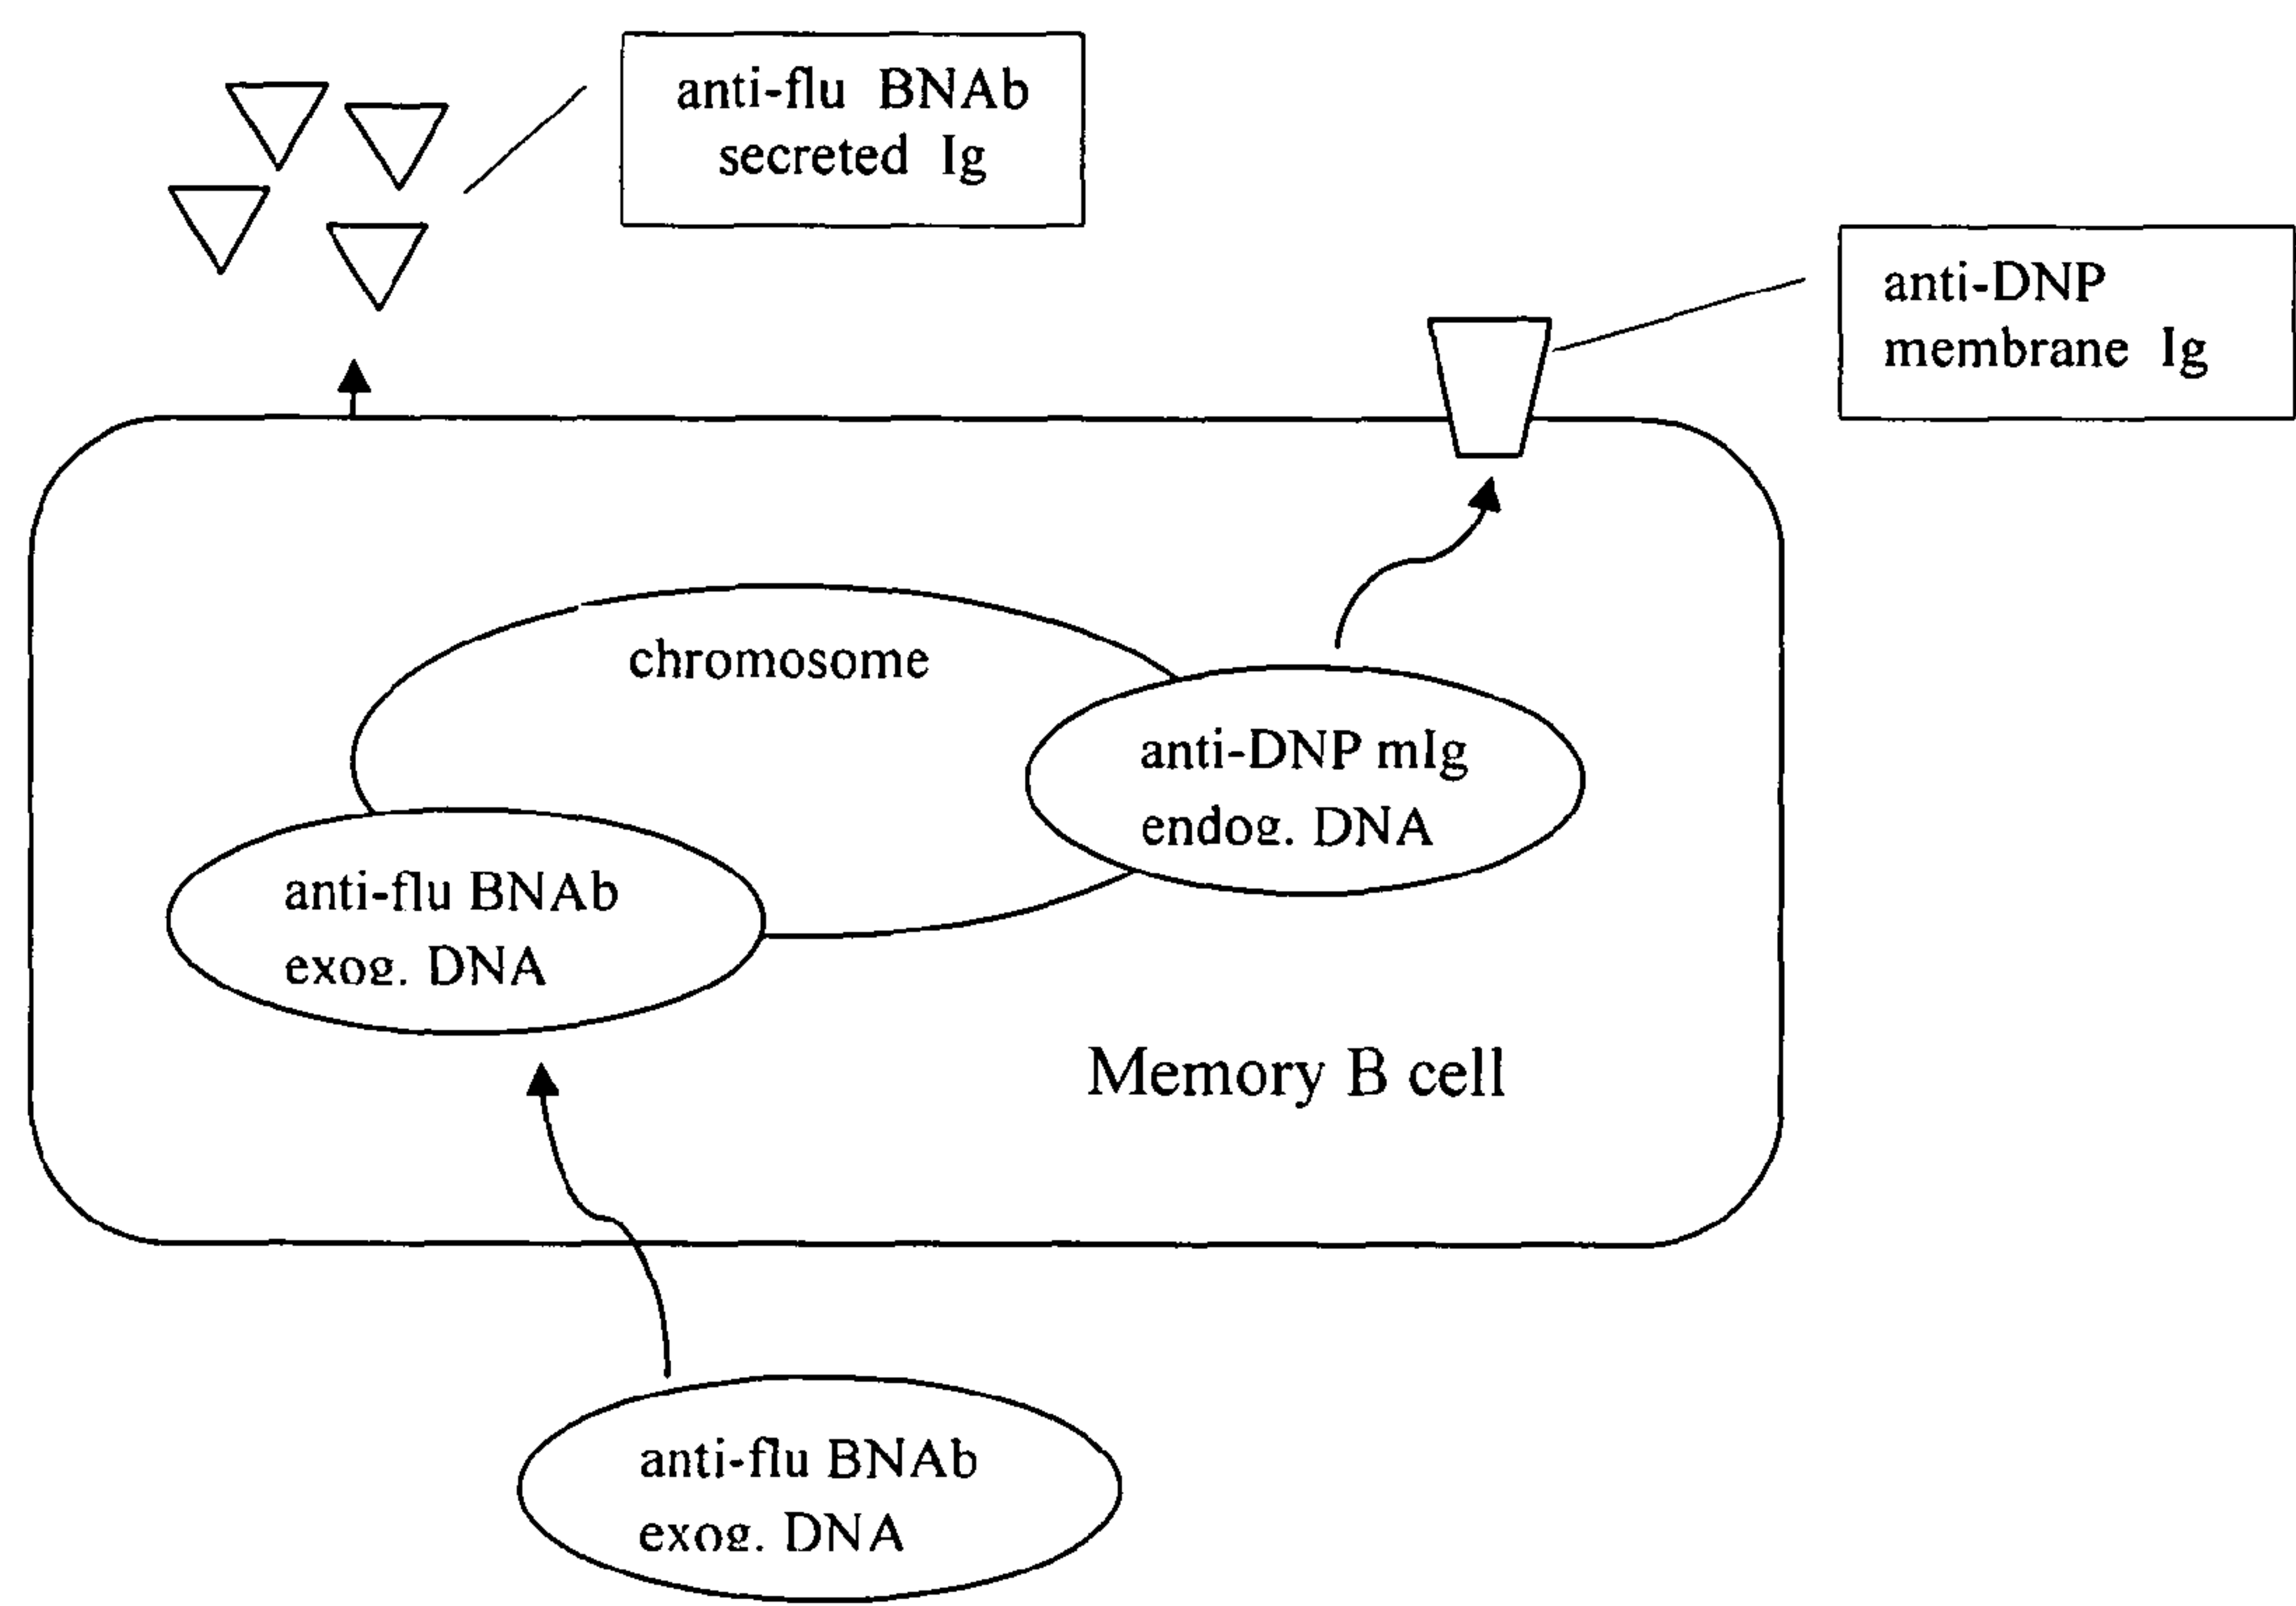 anti-flu BNAb
secreted Ig
anti-DNP
membrane Ig
chromosome
anti-DNP mIg
endog. DNA
anti-flu BNAb
exog. DNA
Memory B cell
anti-flu BNAb
exog. DNA